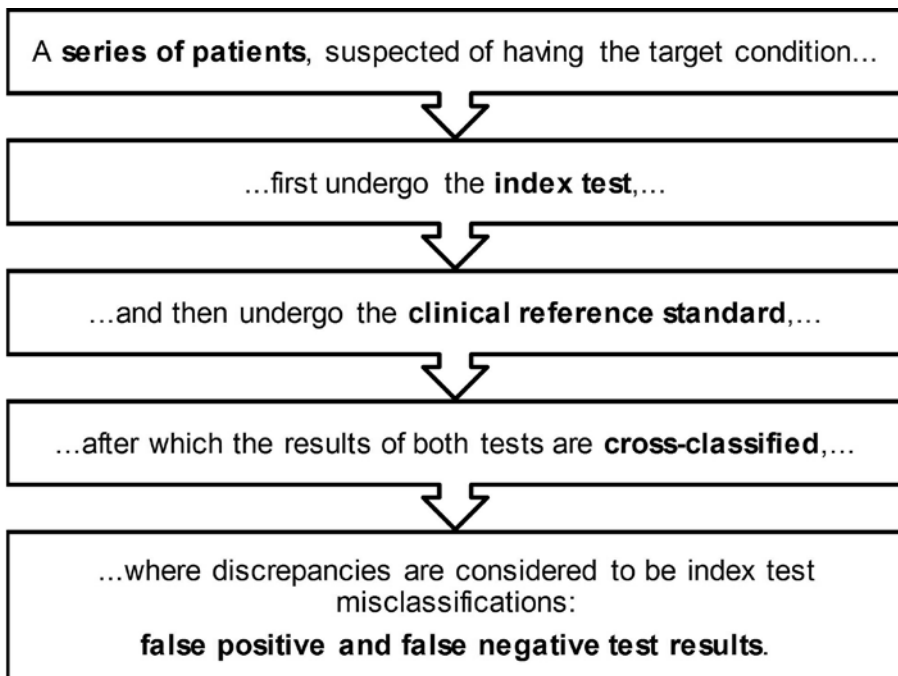 A series of patients, suspected of having the target condition…
…first undergo the index test,…
…and then undergo the clinical reference standard,…
…after which the results of both tests are cross-classified,…
…where discrepancies are considered to be index test
misclassifications:
false positive and false negative test results.